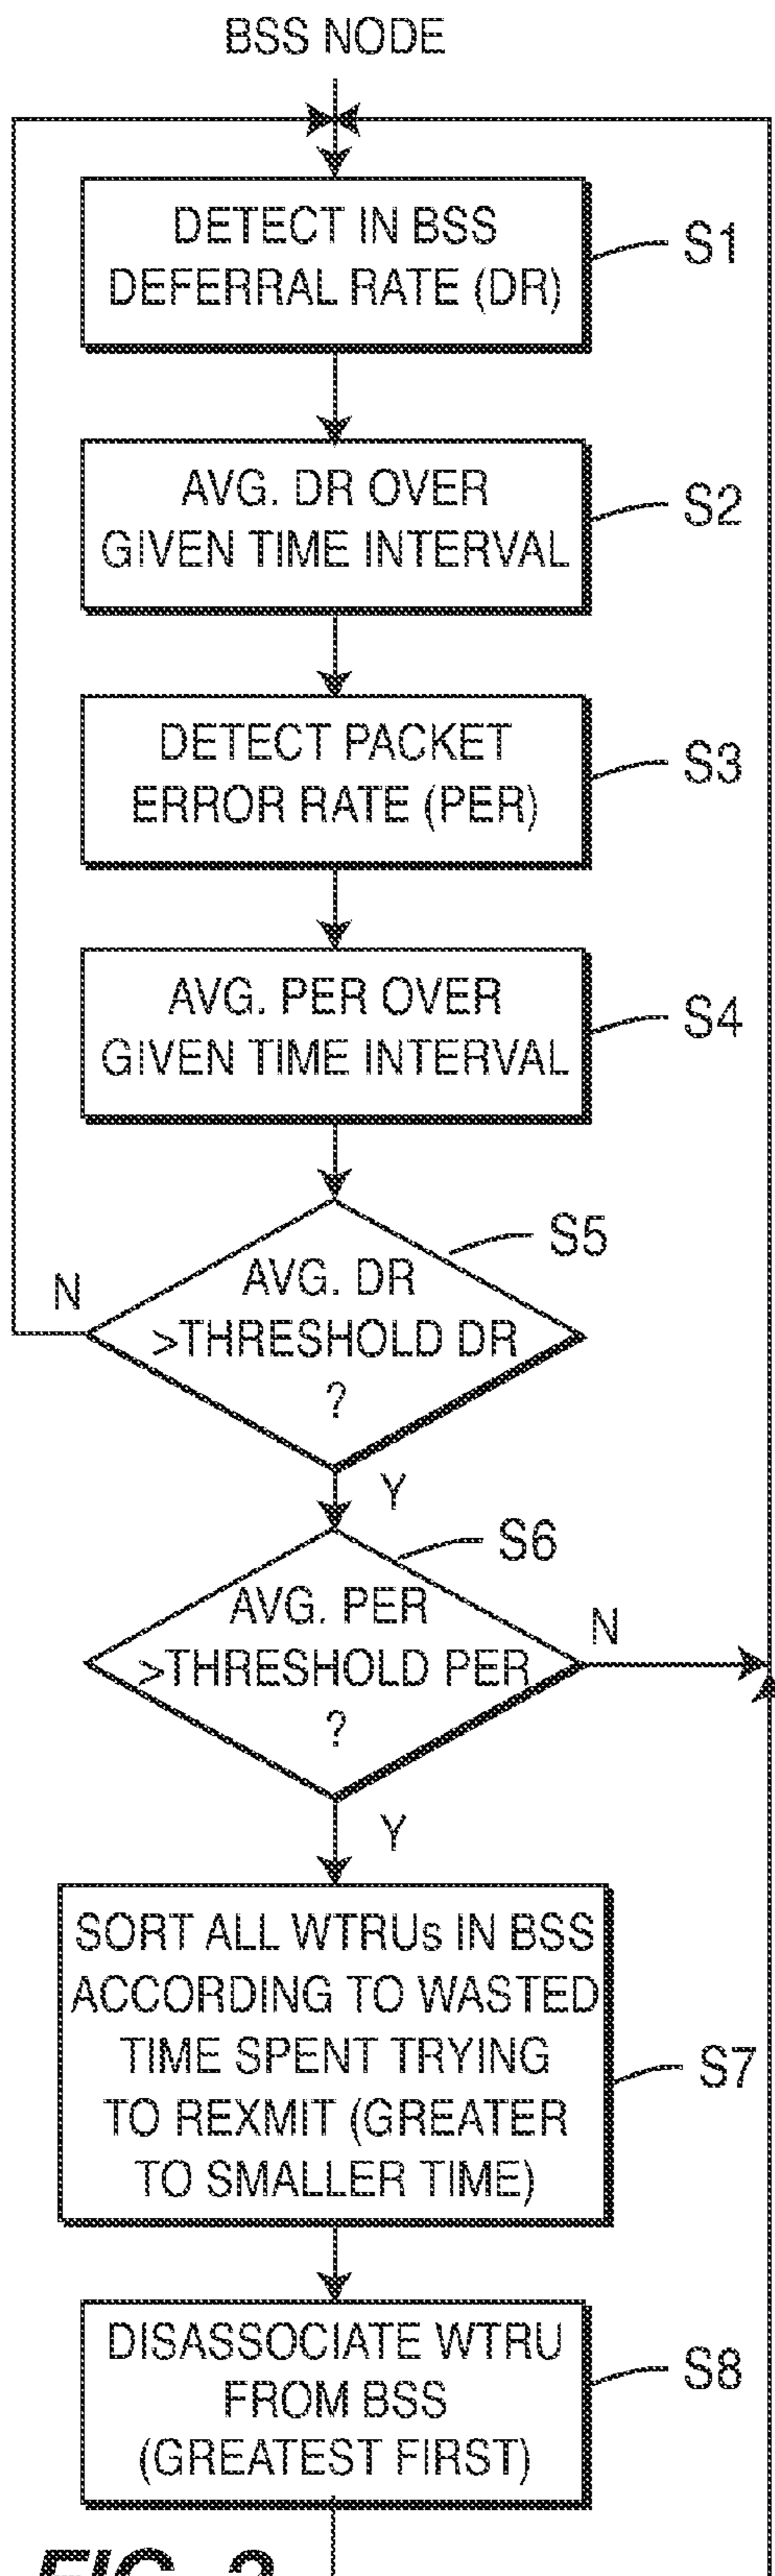 BSS NODE
DETECT IN BSS
DEFERRAL RATE (DR)
S1
AVG. DR OVER
GIVEN TIME INTERVAL
S2
DETECT PACKET
ERROR RATE (PER)
S3
AVG. PER OVER
GIVEN TIME INTERVAL
S4
S5
AVG. DR
>THRESHOLD DR
?
N
Y
S6
AVG. PER
>THRESHOLD PER
?
N
Y
SORT ALL WTRUs IN BSS
ACCORDING TO WASTED
TIME SPENT TRYING
TO REXMIT (GREATER
TO SMALLER TIME)
S7
DISASSOCIATE WTRU
FROM BSS
(GREATEST FIRST)
S8
FIG.